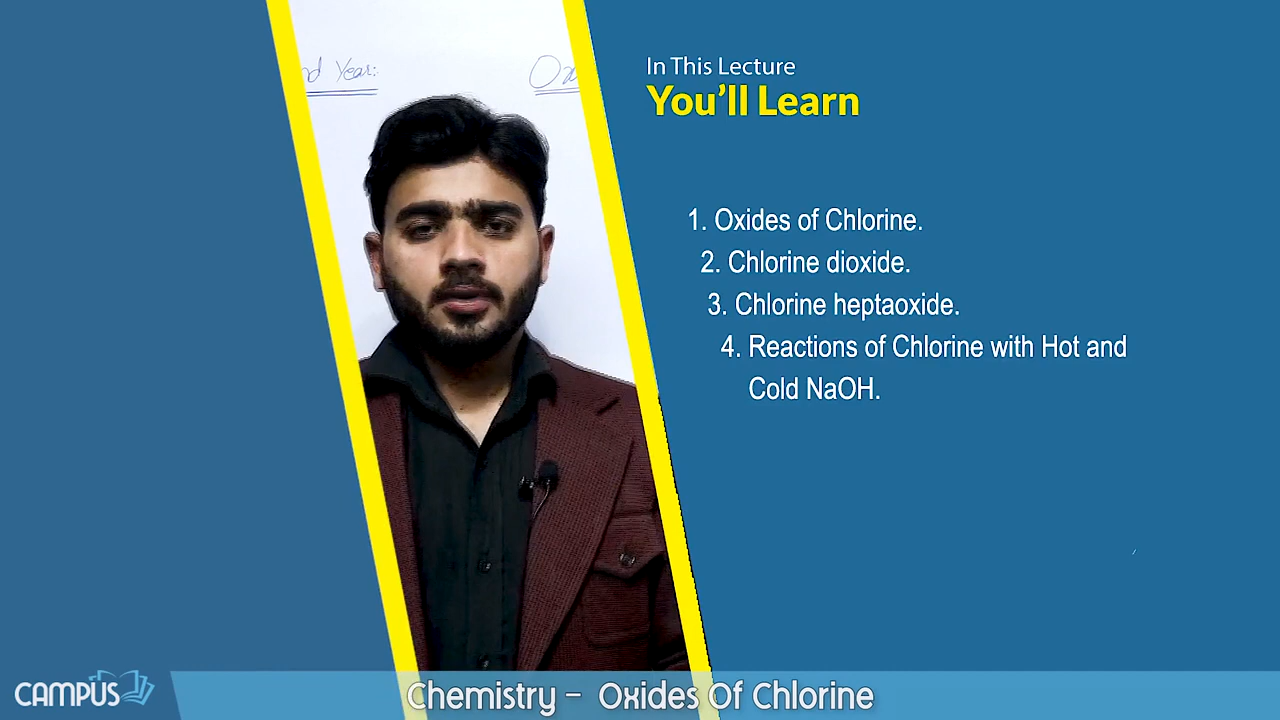 Year:
In This Lecture
You'll Learn
1. Oxides of Chlorine.
2. Chlorine dioxide.
3. Chlorine heptaoxide.
4. Reactions of Chlorine with Hot and
Cold NaOH.
CAMPUS
Chemistry – Oxides Of Chlorine